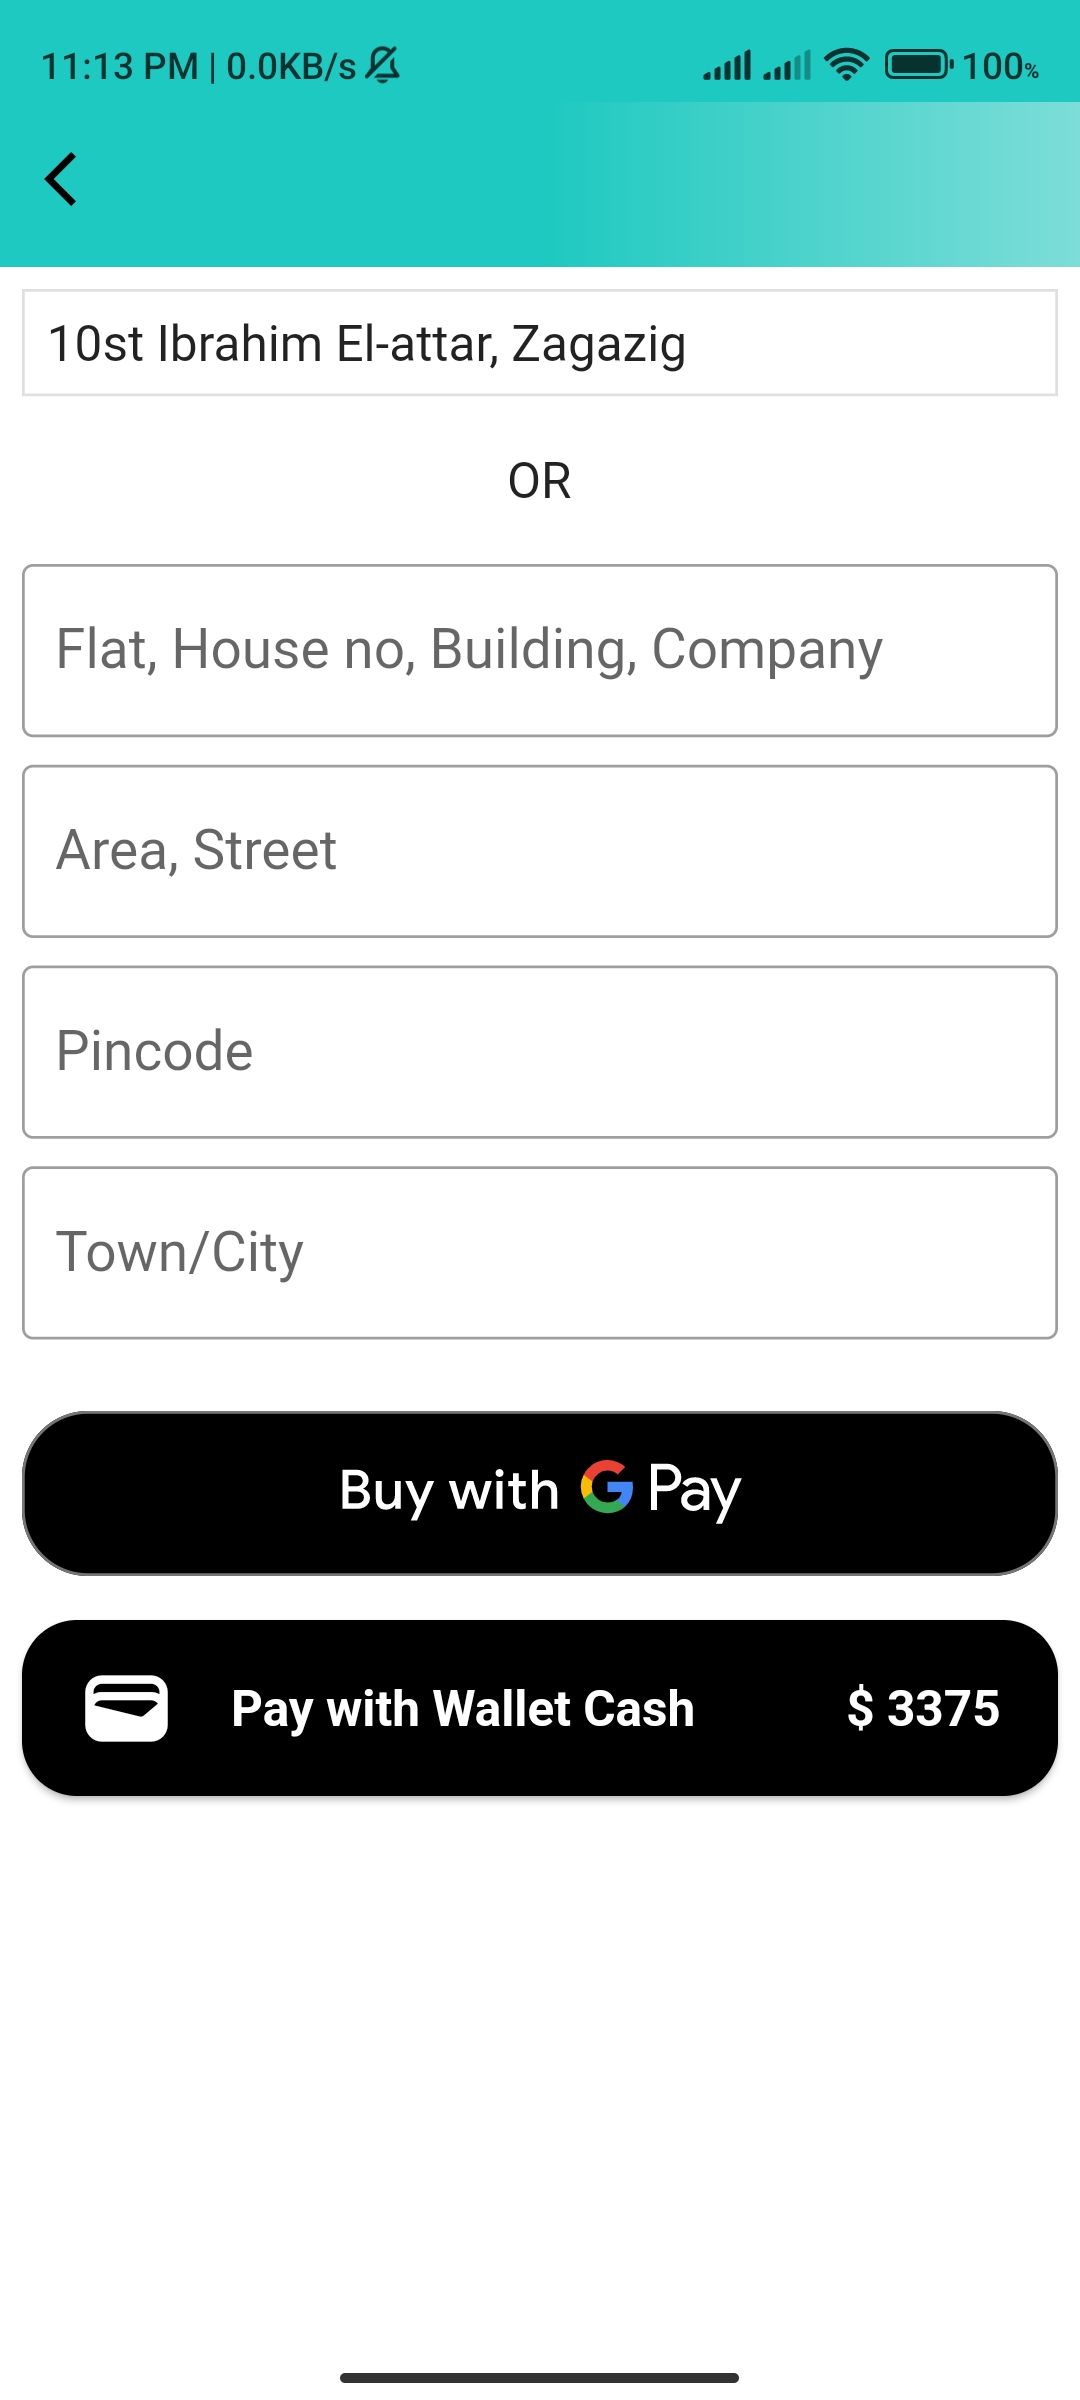 11:13 PM | 0.0KB/s 100%
10st Ibrahim El-attar, Zagazig
OR
Flat, House no, Building, Company
Area, Street
Pincode
Town/City
Buy with G Pay
Pay with Wallet Cash $ 3375